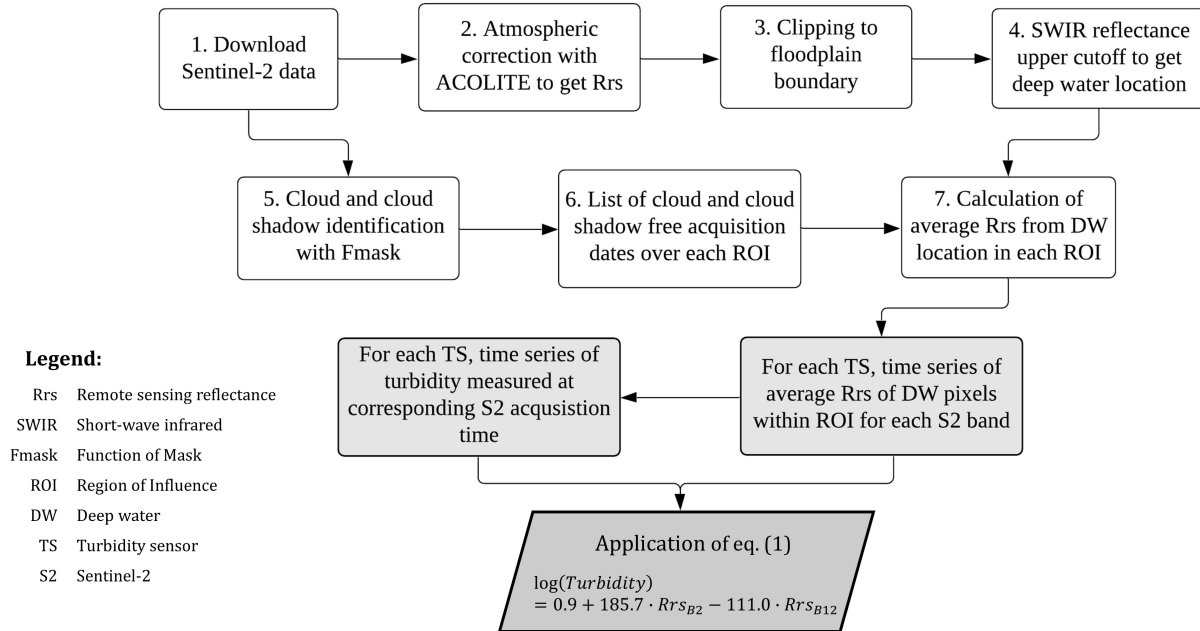 1. Download
Sentinel-2 data
2. Atmospheric
correction with
ACOLITE to get Rrs
3. Clipping to
floodplain
boundary
4. SWIR reflectance
upper cutoff to get
deep water location
5. Cloud and cloud
shadow identification
with Fmask
6. List of cloud and cloud
shadow free acquisition
dates over each ROI
7. Calculation of
average Rrs from DW
location in each ROI
For each TS, time series of
turbidity measured at
corresponding S2 acqusistion
time
For each TS, time series of
average Rrs of DW pixels
within ROI for each S2 band
Application of eq. (1)
log(Turbidity)
= 0.9 + 185.7 · Rrs_B2 − 111.0 · Rrs_B12
Legend:
Rrs Remote sensing reflectance
SWIR Short-wave infrared
Fmask Function of Mask
ROI Region of Influence
DW Deep water
TS Turbidity sensor
S2 Sentinel-2